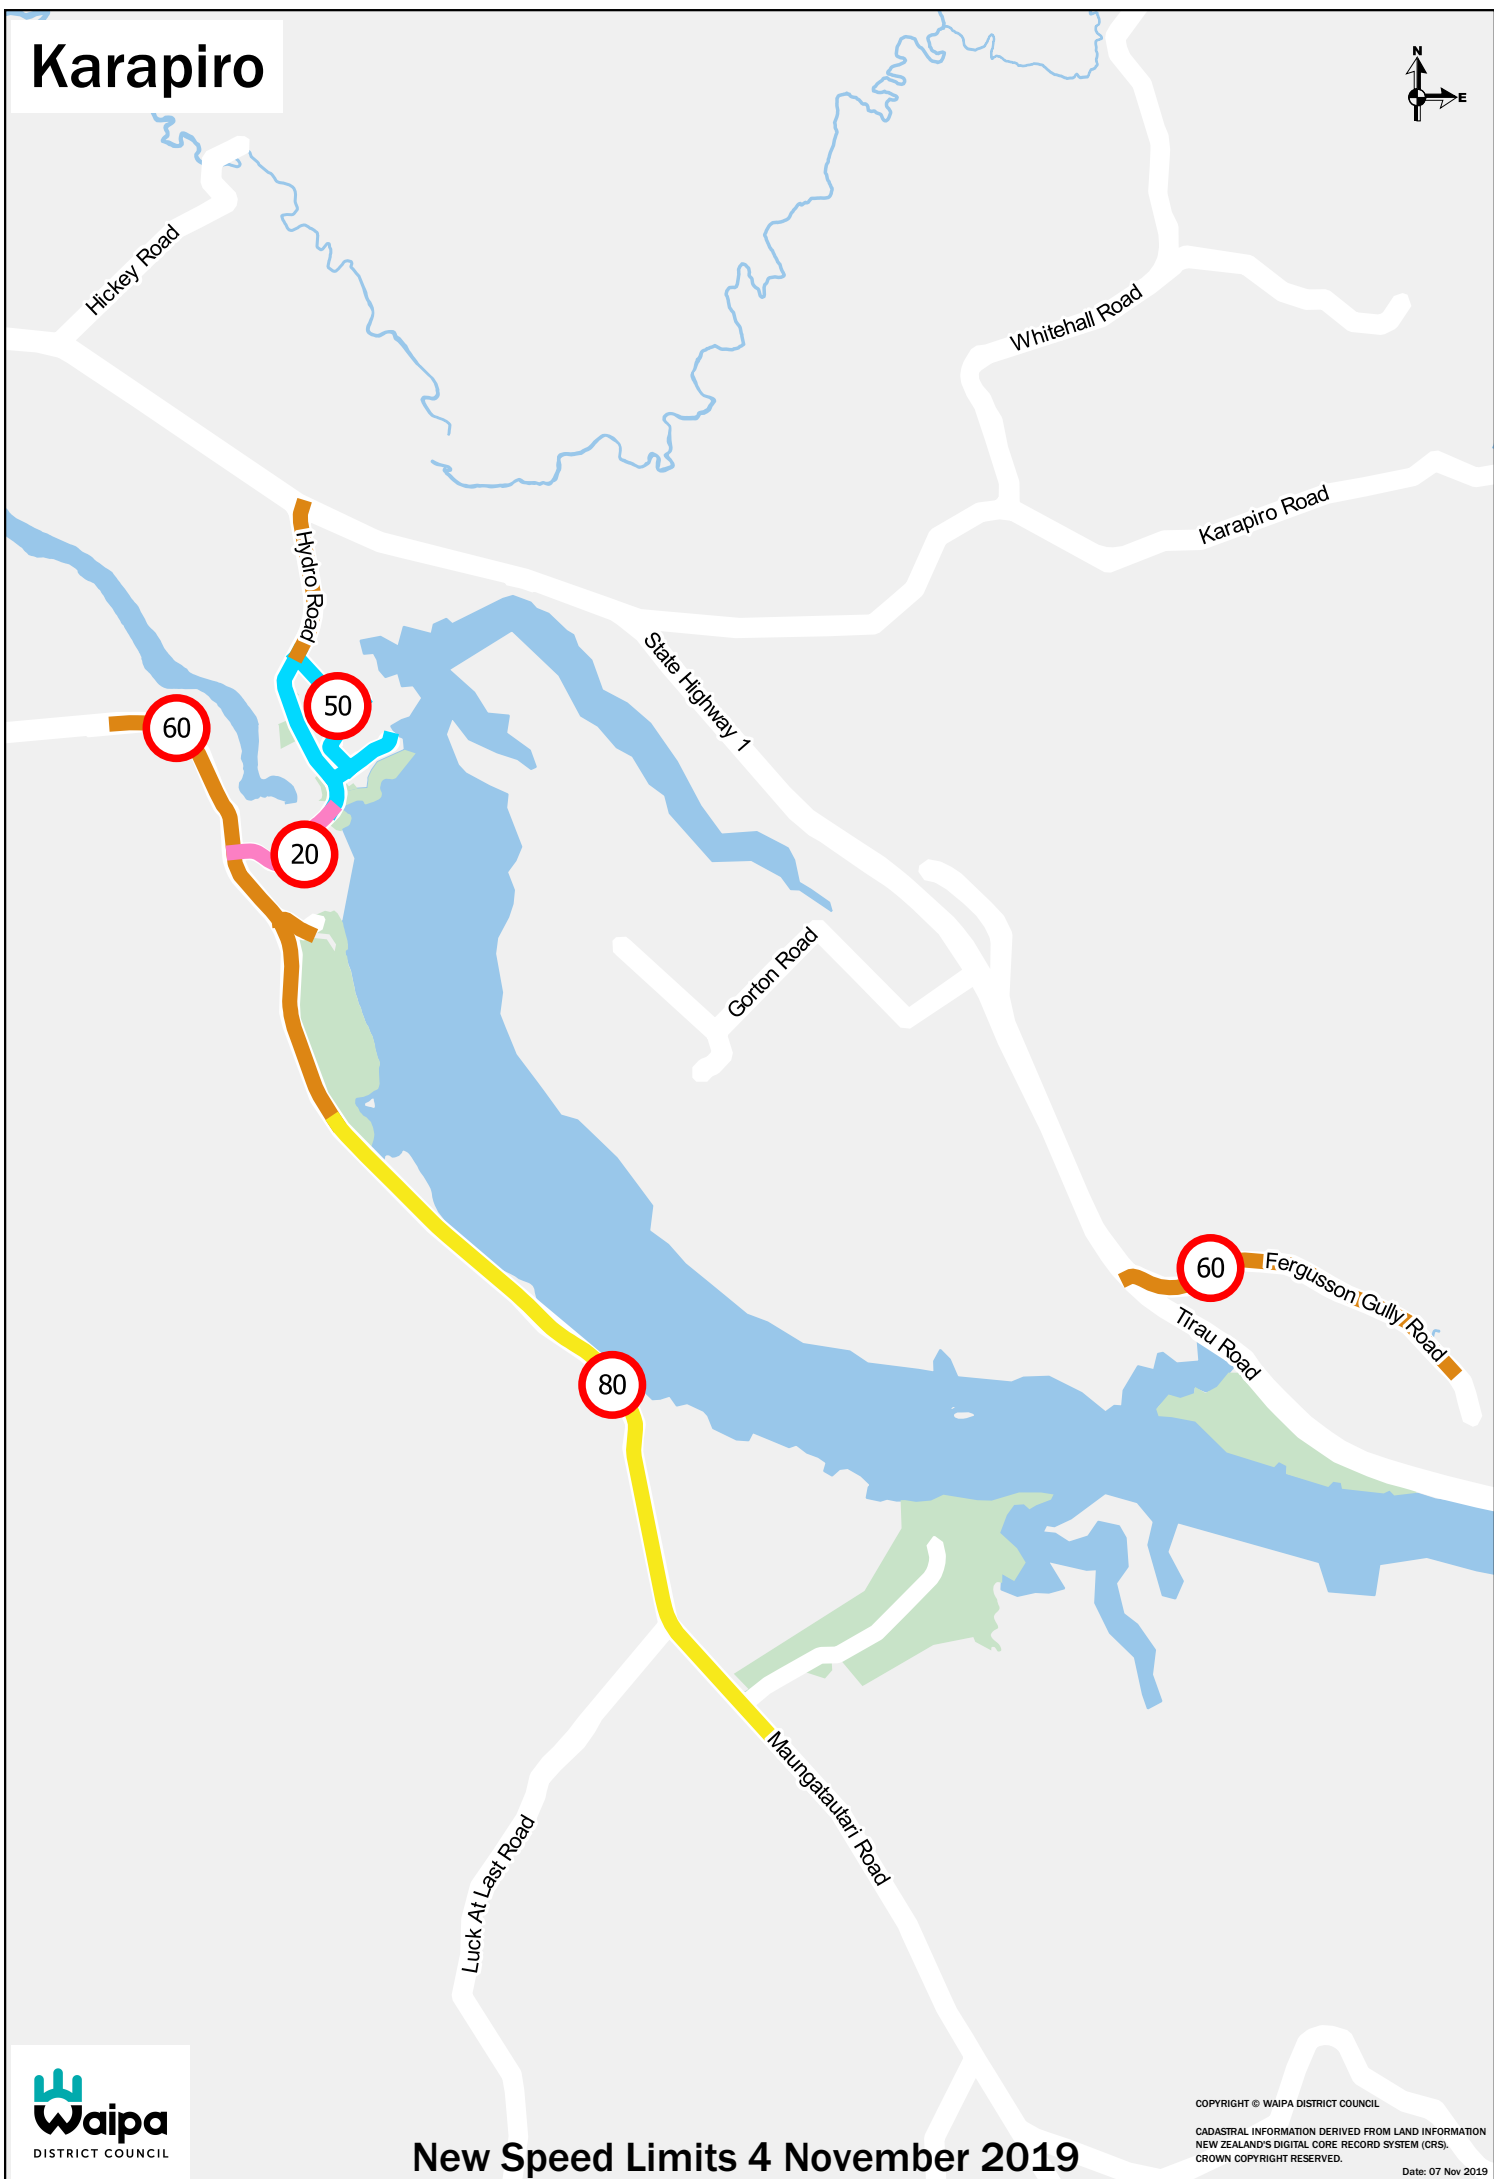 Karapiro
N
E
Hickey Road
Whitehall Road
Karapiro Road
Hydro Road
State Highway 1
50
60
20
Gorton Road
60
Fergusson Gully Road
Tirau Road
80
Maungatautari Road
Luck At Last Road
Waipa
DISTRICT COUNCIL
New Speed Limits 4 November 2019
COPYRIGHT © WAIPA DISTRICT COUNCIL
CADASTRAL INFORMATION DERIVED FROM LAND INFORMATION
NEW ZEALAND'S DIGITAL CORE RECORD SYSTEM (CRS).
CROWN COPYRIGHT RESERVED.
Date: 07 Nov 2019